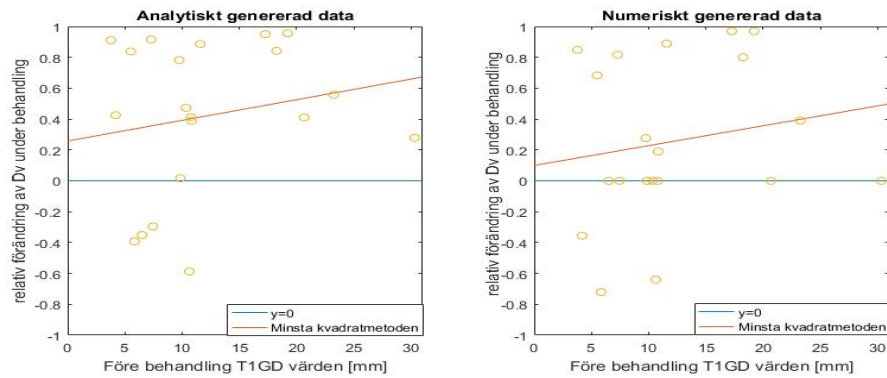 Analytiskt genererad data
relativ förändring av Dv under behandling
1
0.8
0.6
0.4
0.2
0
-0.2
-0.4
-0.6
-0.8
-1
0 5 10 15 20 25 30
Före behandling T1GD värden [mm]
y=0
Minsta kvadratmetoden
Numeriskt genererad data
relativ förändring av Dv under behandling
1
0.8
0.6
0.4
0.2
0
-0.2
-0.4
-0.6
-0.8
-1
0 5 10 15 20 25 30
Före behandling T1GD värden [mm]
y=0
Minsta kvadratmetoden